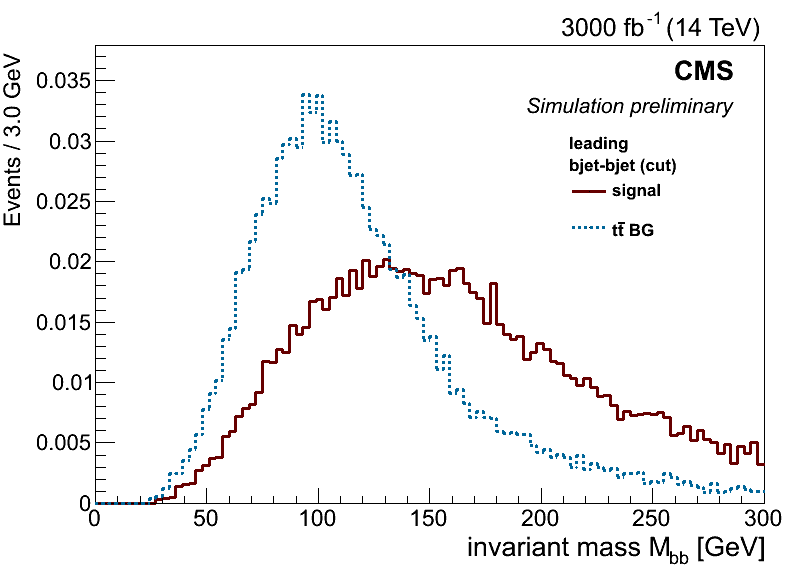 3000 fb-1 (14 TeV)
CMS
Simulation preliminary
leading
bjet-bjet (cut)
signal
tt̄ BG
Events / 3.0 GeV
0.035
0.03
0.025
0.02
0.015
0.01
0.005
0
0 50 100 150 200 250 300
invariant mass Mbb [GeV]